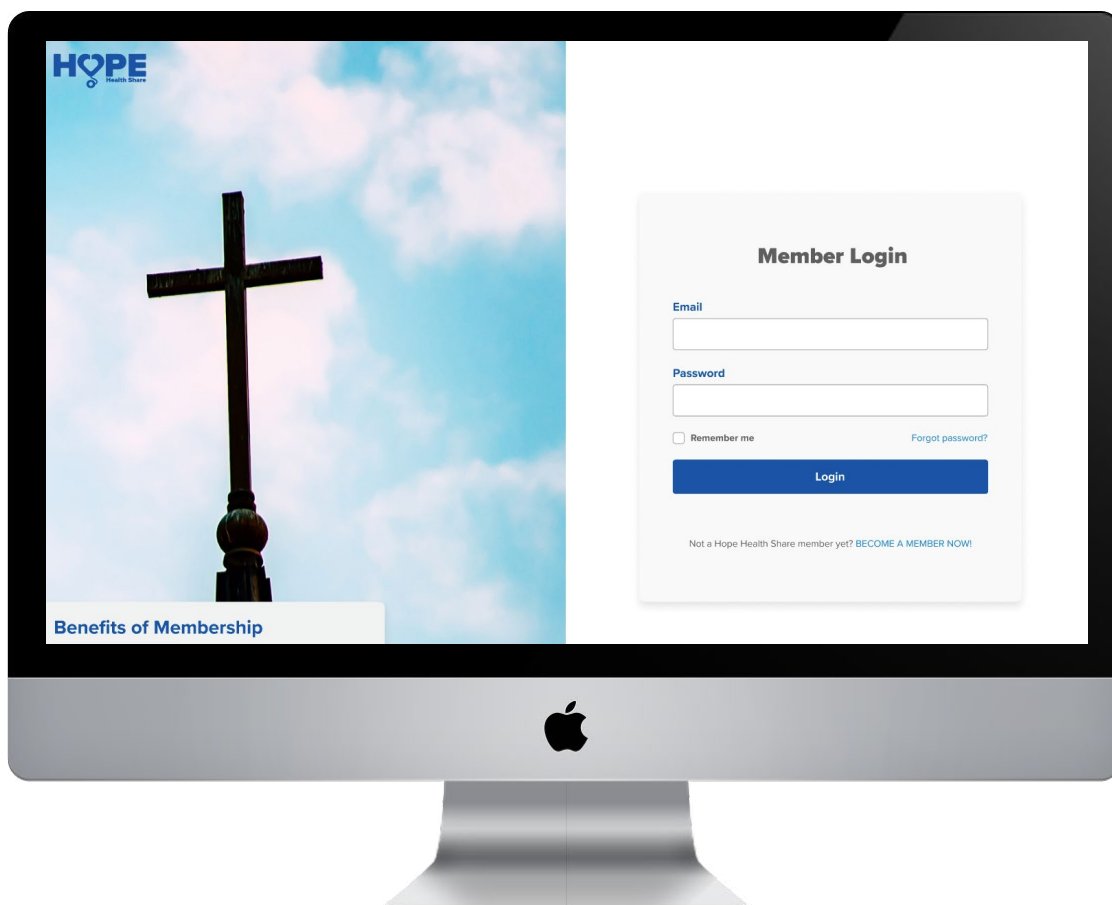 HOPE
Health Share
Benefits of Membership
Member Login
Email
Password
Remember me
Forgot password?
Login
Not a Hope Health Share member yet? BECOME A MEMBER NOW!